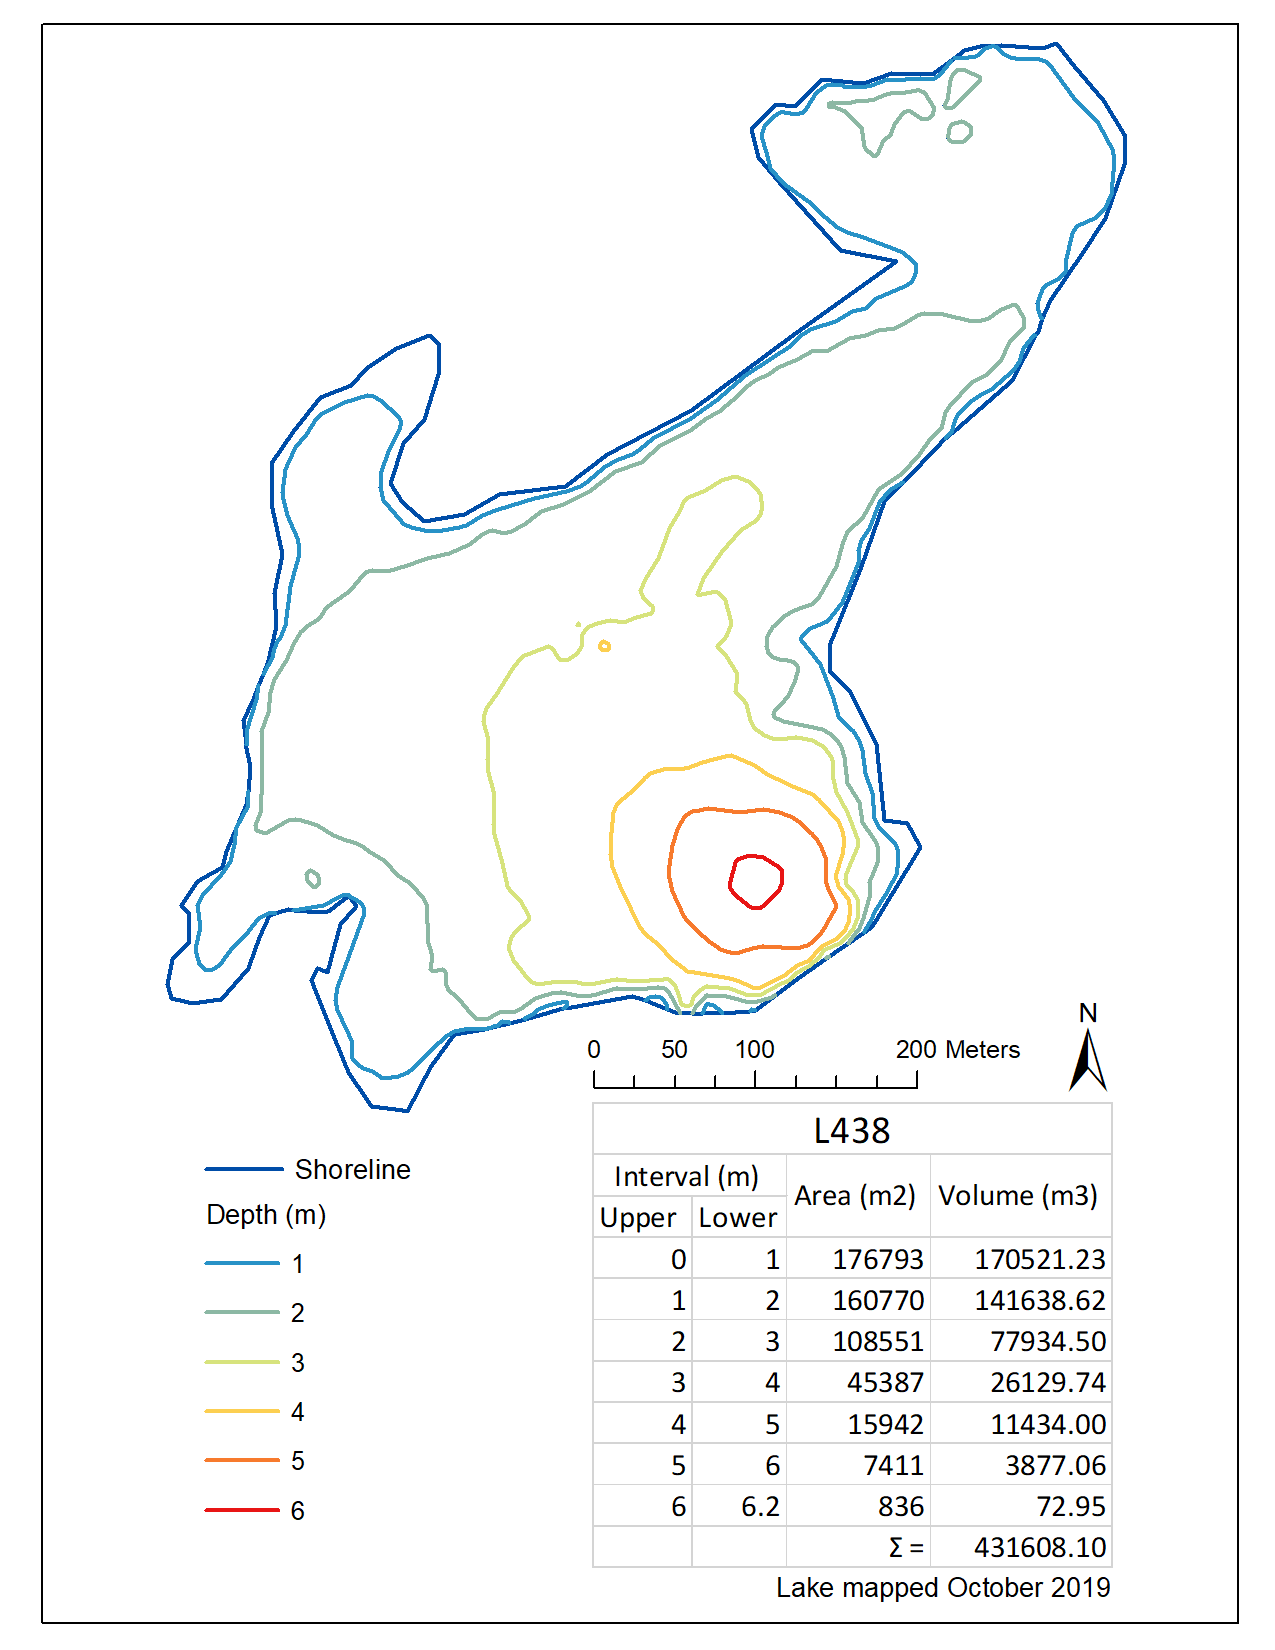 N
0 50 100 200 Meters
L438
Interval (m) Area (m2) Volume (m3)
Upper Lower
0 1 176793 170521.23
1 2 160770 141638.62
2 3 108551 77934.50
3 4 45387 26129.74
4 5 15942 11434.00
5 6 7411 3877.06
6 6.2 836 72.95
Σ = 431608.10
Lake mapped October 2019
Shoreline
Depth (m)
1
2
3
4
5
6